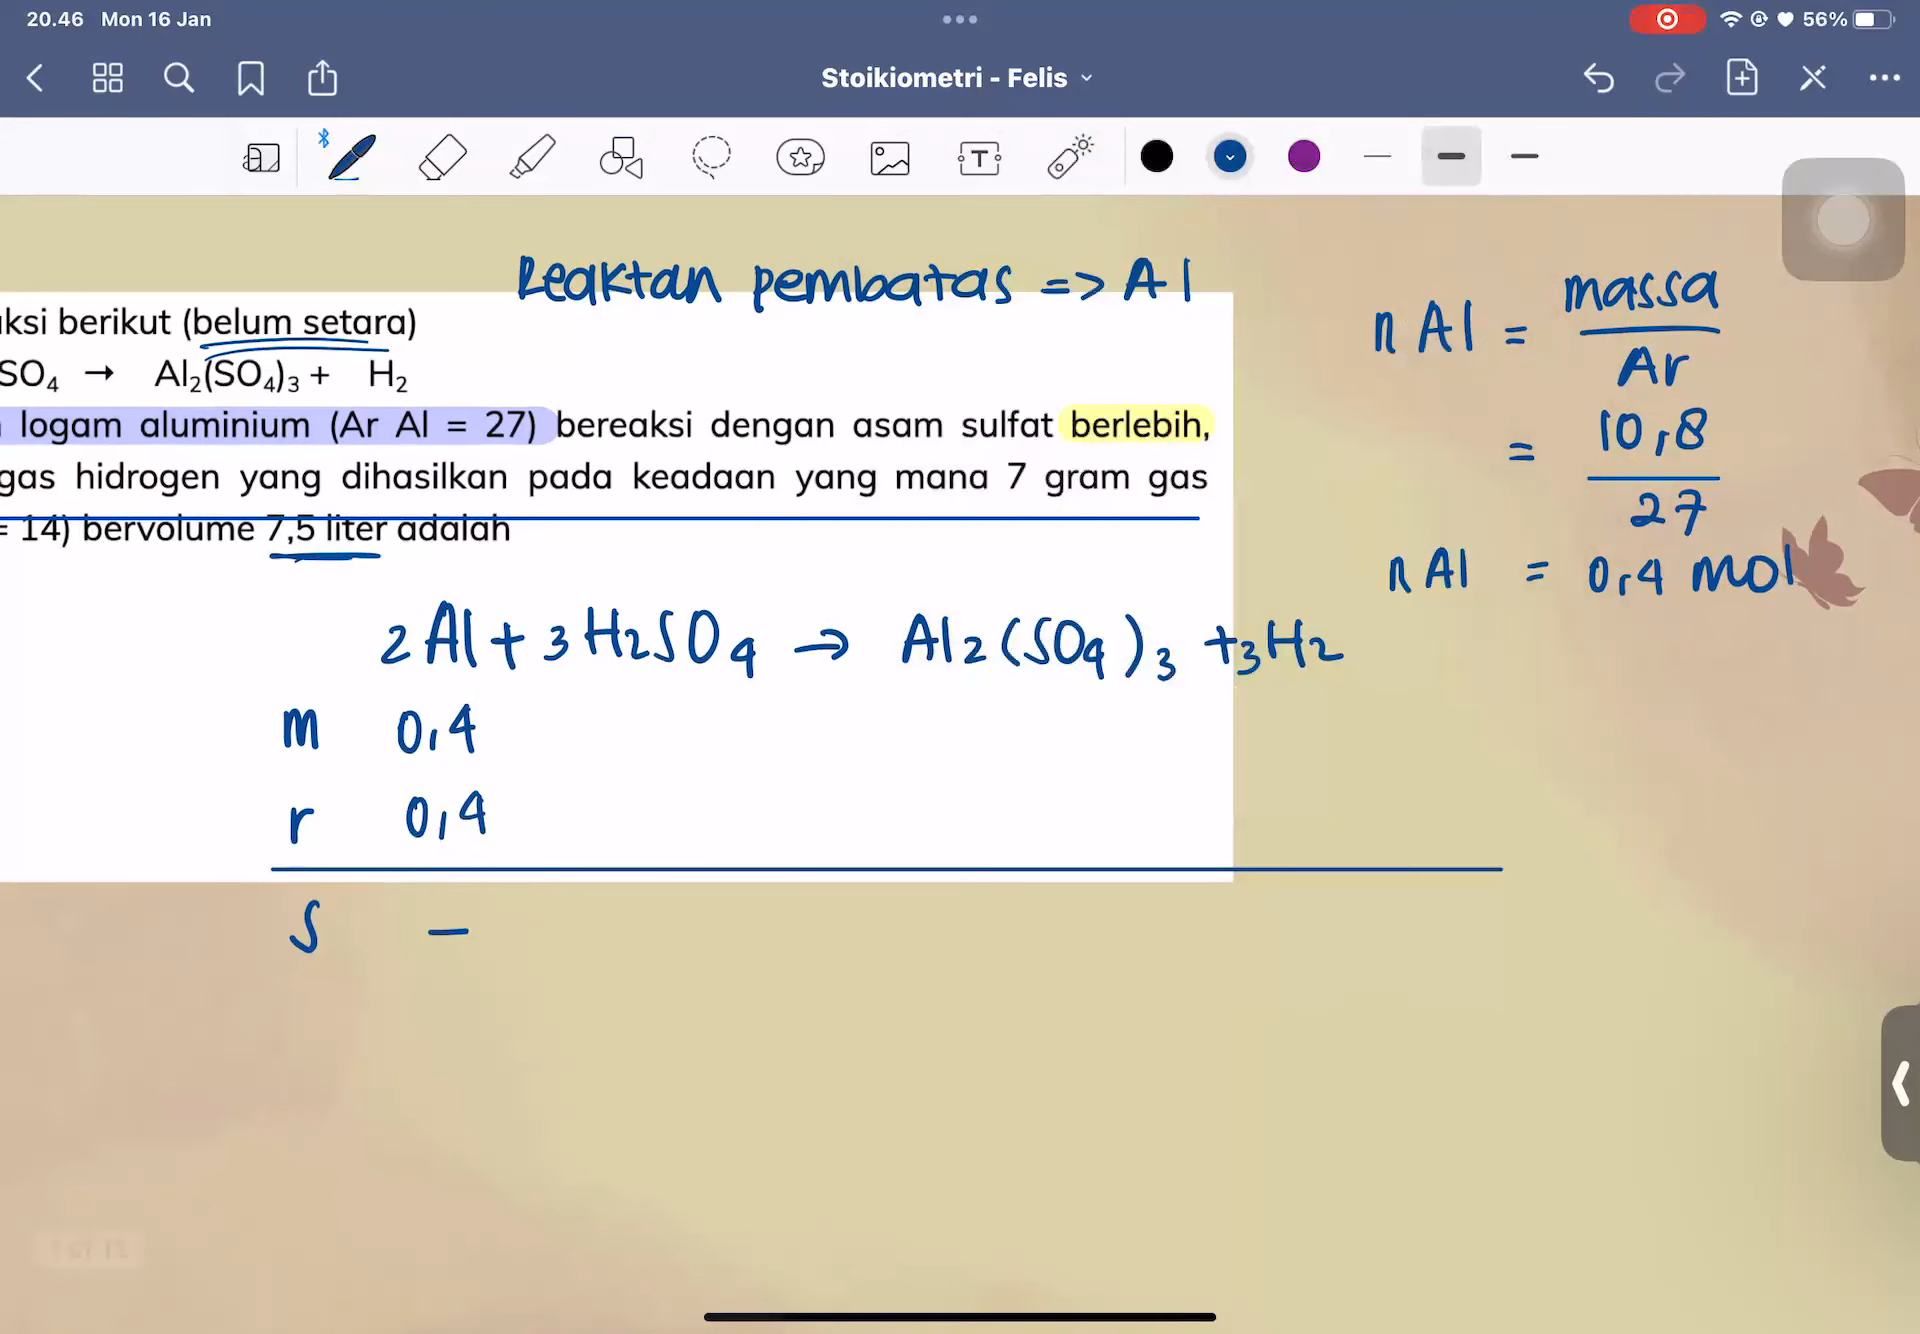 20.46 Mon 16 Jan
56%
Stoikiometri - Felis
Reaktan pembatas => Al
aksi berikut (belum setara)
SO₄ → Al₂(SO₄)₃ + H₂
logam aluminium (Ar Al = 27) bereaksi dengan asam sulfat berlebih,
gas hidrogen yang dihasilkan pada keadaan yang mana 7 gram gas
= 14) bervolume 7,5 liter adalah
n Al = massa
Ar
= 10,8
27
n Al = 0,4 mol
2Al + 3H₂SO₄ → Al₂(SO₄)₃ + 3H₂
m 0,4
r 0,4
s –